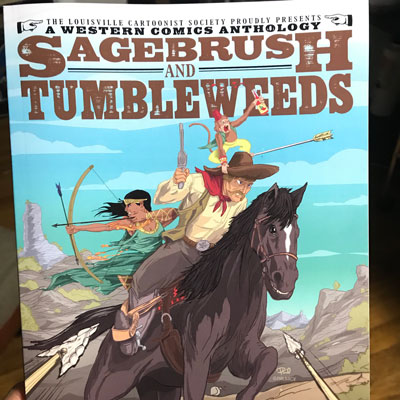 THE LOUISVILLE CARTOONIST SOCIETY PROUDLY PRESENTS
A WESTERN COMICS ANTHOLOGY
SAGEBRUSH
AND
TUMBLEWEEDS